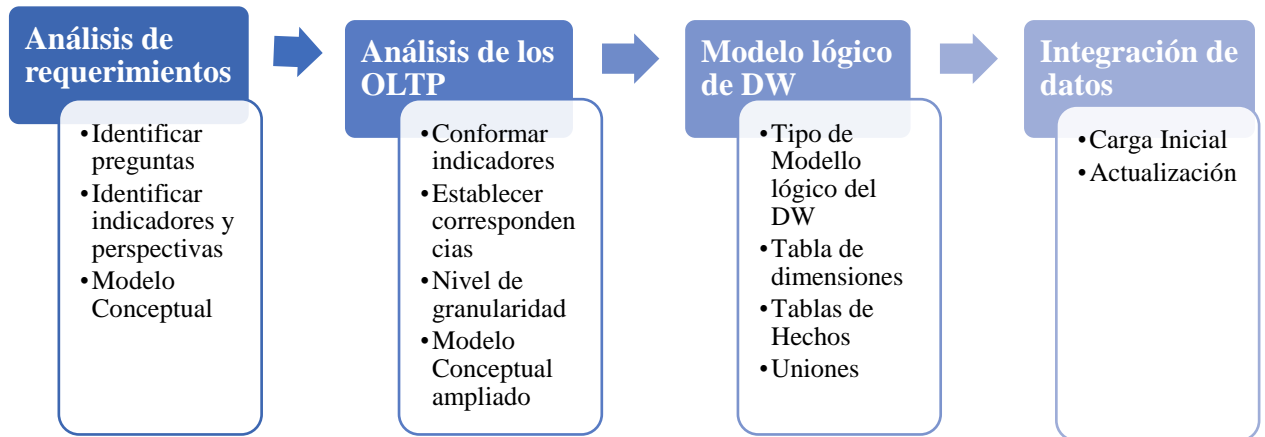 Análisis de
requerimientos
•Identificar
preguntas
•Identificar
indicadores y
perspectivas
•Modelo
Conceptual
Análisis de los
OLTP
•Conformar
indicadores
•Establecer
corresponden
cias
•Nivel de
granularidad
•Modelo
Conceptual
ampliado
Modelo lógico
de DW
•Tipo de
Modello
lógico del
DW
•Tabla de
dimensiones
•Tablas de
Hechos
•Uniones
Integración de
datos
•Carga Inicial
•Actualización